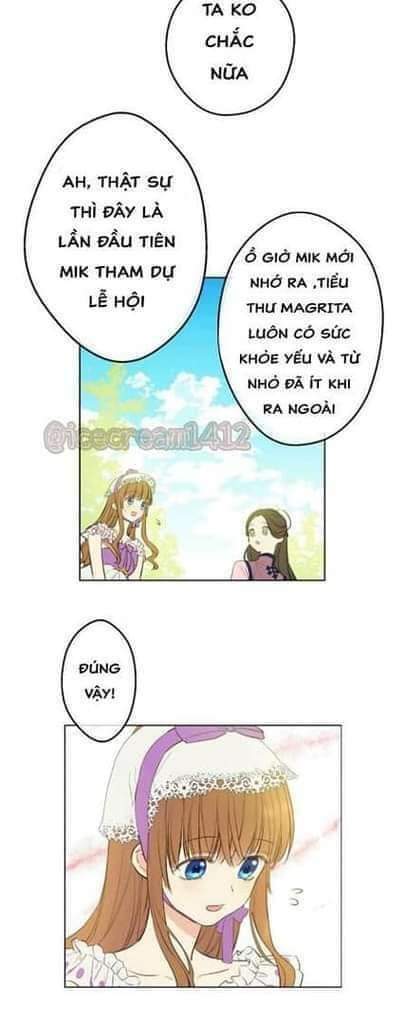 TA KO
CHẮC
NỮA
AH, THẬT SỰ
THÌ ĐÂY LÀ
LẦN ĐẦU TIÊN
MIK THAM DỰ
LỄ HỘI
Ồ GIỜ MIK MỚI
NHỚ RA ,TIỂU
THƯ MAGRITA
LUÔN CÓ SỨC
KHỎE YẾU VÀ TỪ
NHỎ ĐÃ ÍT KHI
RA NGOÀI
@icecream1412
ĐÚNG
VẬY!